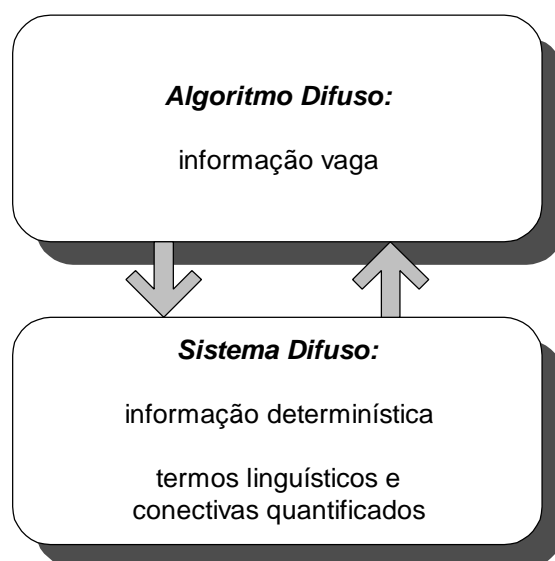 Algoritmo Difuso:
informação vaga
Sistema Difuso:
informação determinística
termos linguísticos e
conectivas quantificados